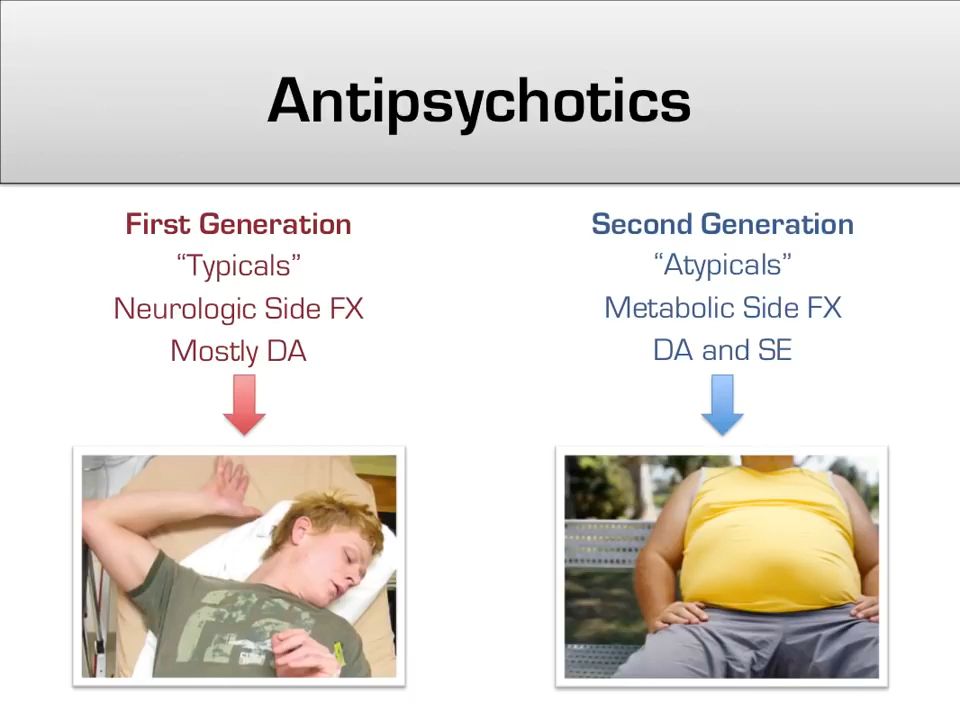 Antipsychotics
First Generation
“Typicals”
Neurologic Side FX
Mostly DA
Second Generation
“Atypicals”
Metabolic Side FX
DA and SE